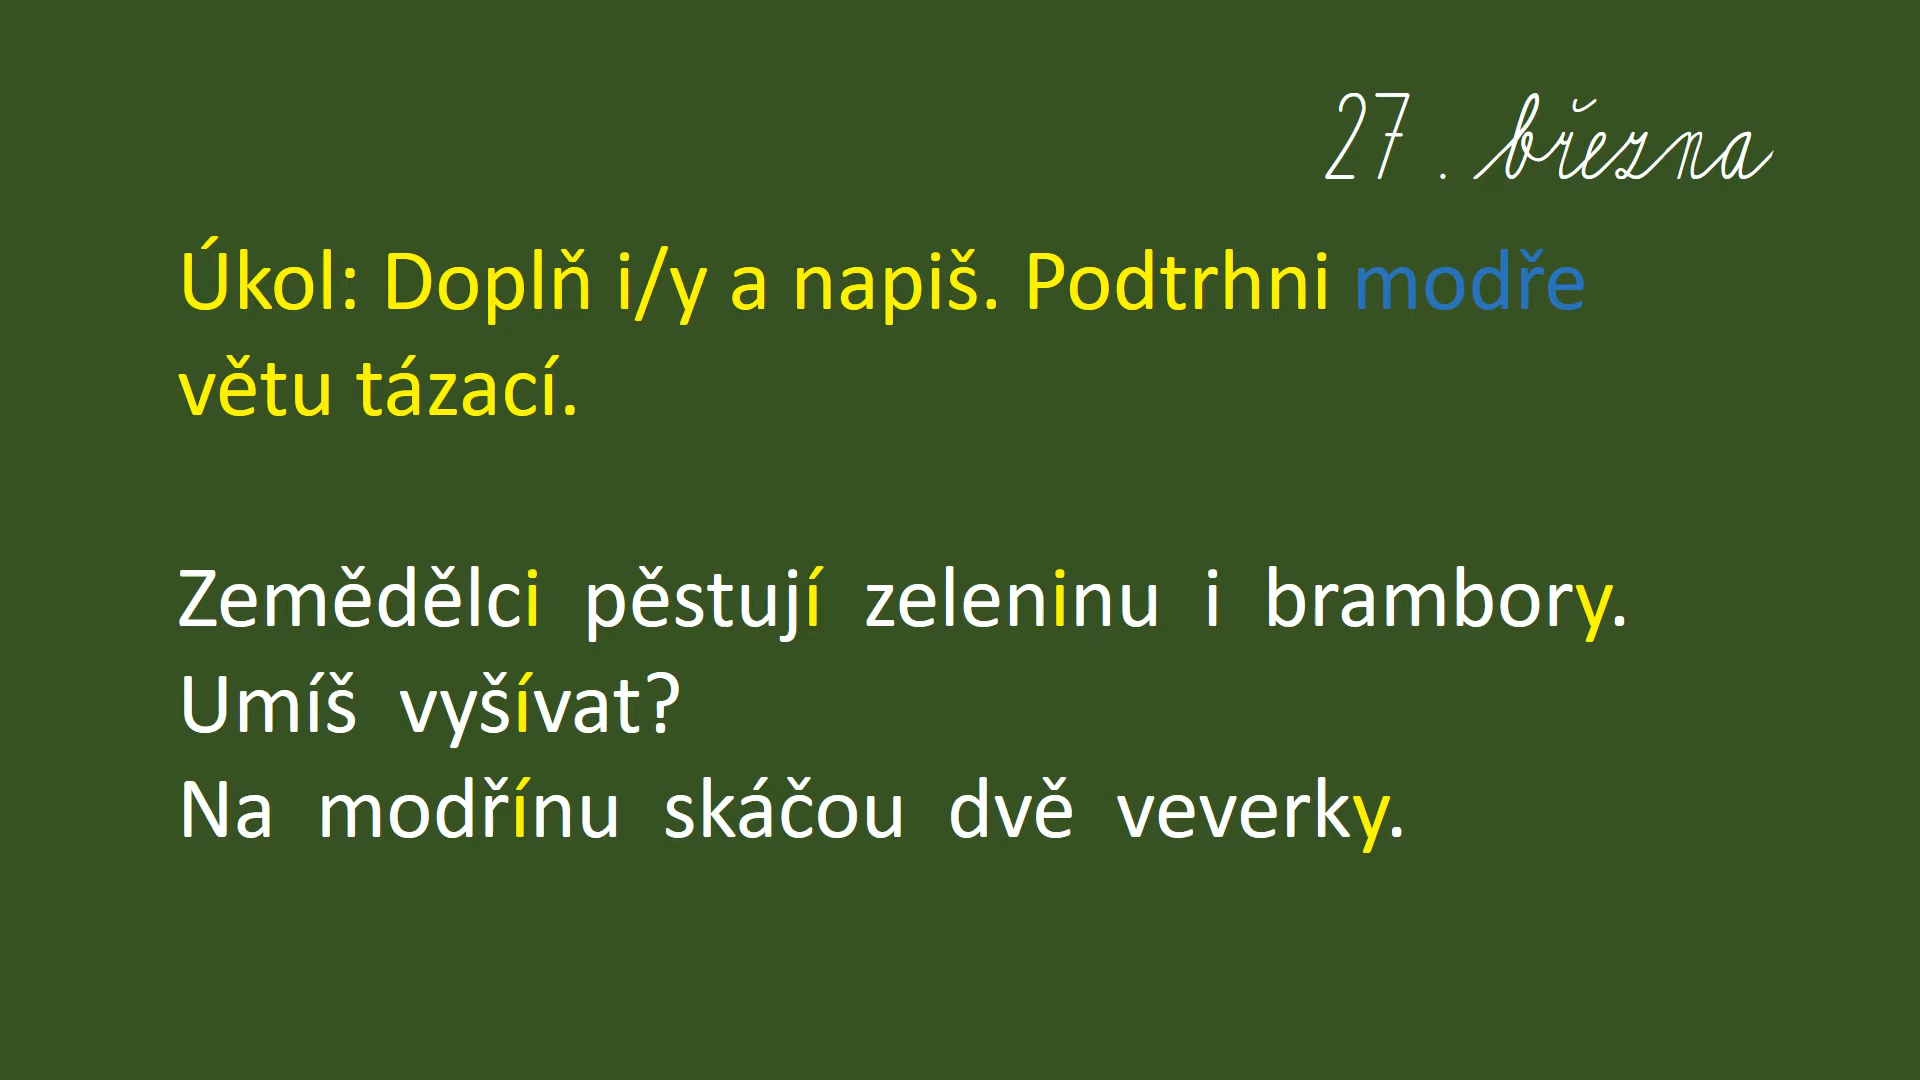 27. března
Úkol: Doplň i/y a napiš. Podtrhni modře
větu tázací.
Zemědělci pěstují zeleninu i brambory.
Umíš vyšívat?
Na modřínu skáčou dvě veverky.